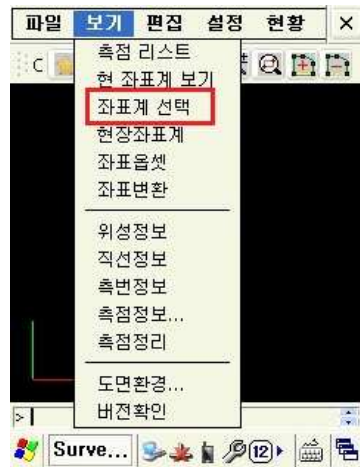 파일 보기 편집 설정 현황 ×
C
측점 리스트
현 좌표계 보기
좌표계 선택
현장좌표계
좌표옵셋
좌표변환
위성정보
직선정보
측번정보
측점정보...
측점정리
도면환경...
버전확인
>
Surve... 12